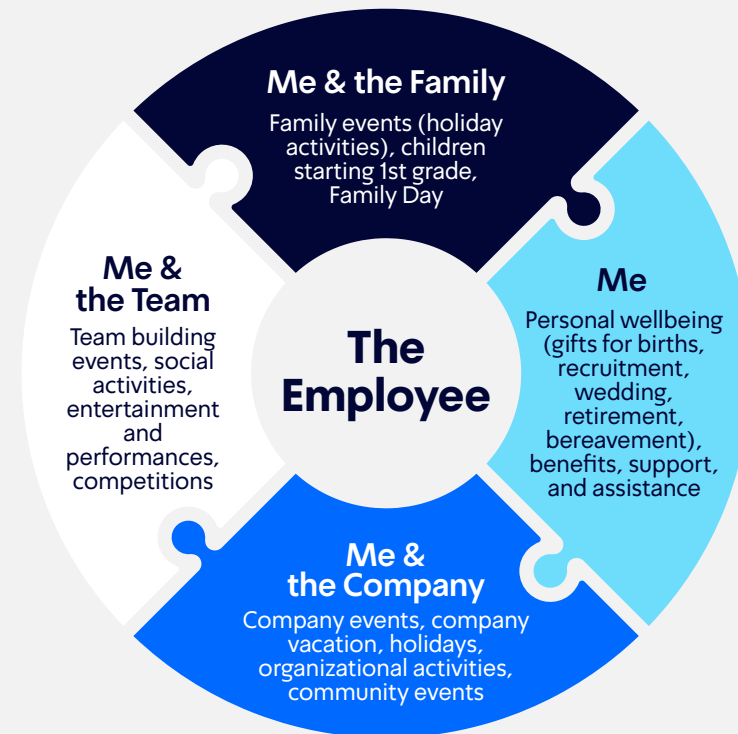 Me & the Family
Family events (holiday
activities), children
starting 1st grade,
Family Day
Me
Personal wellbeing
(gifts for births,
recruitment,
wedding,
retirement,
bereavement),
benefits, support,
and assistance
The
Employee
Me &
the Team
Team building
events, social
activities,
entertainment
and
performances,
competitions
Me &
the Company
Company events, company
vacation, holidays,
organizational activities,
community events